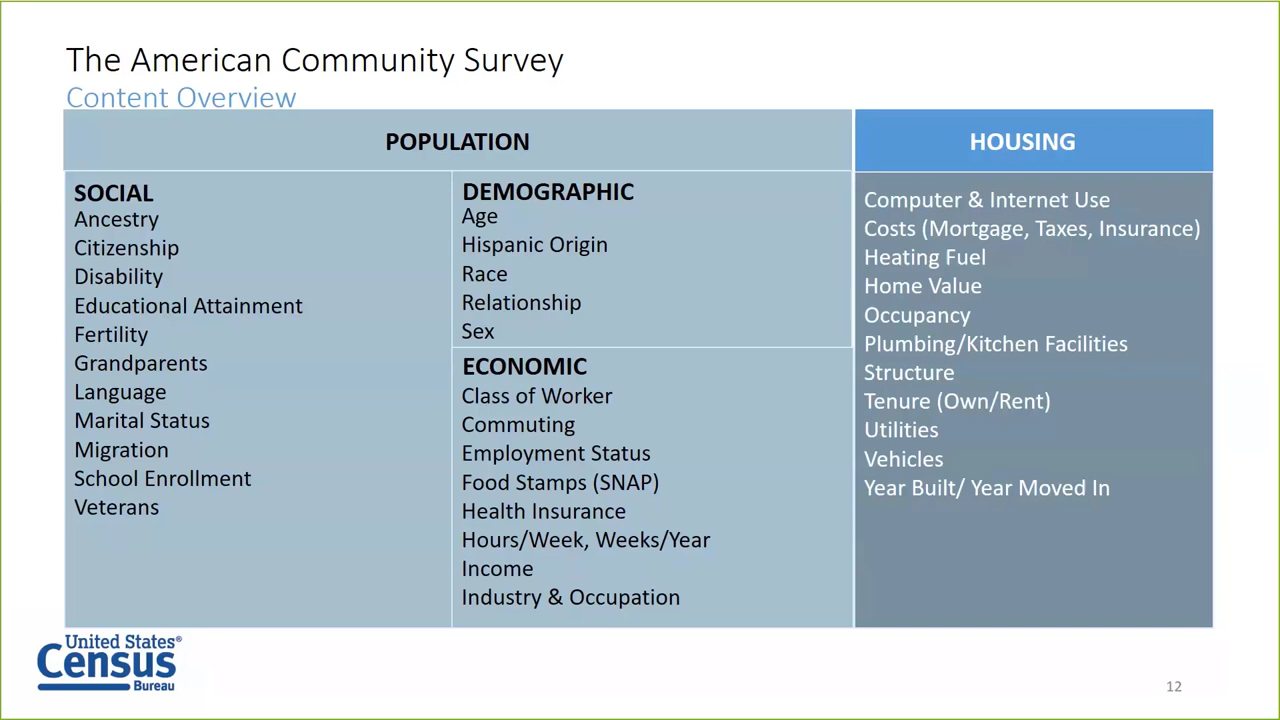 The American Community Survey
Content Overview
POPULATION
HOUSING
SOCIAL
Ancestry
Citizenship
Disability
Educational Attainment
Fertility
Grandparents
Language
Marital Status
Migration
School Enrollment
Veterans
DEMOGRAPHIC
Age
Hispanic Origin
Race
Relationship
Sex
ECONOMIC
Class of Worker
Commuting
Employment Status
Food Stamps (SNAP)
Health Insurance
Hours/Week, Weeks/Year
Income
Industry & Occupation
Computer & Internet Use
Costs (Mortgage, Taxes, Insurance)
Heating Fuel
Home Value
Occupancy
Plumbing/Kitchen Facilities
Structure
Tenure (Own/Rent)
Utilities
Vehicles
Year Built/ Year Moved In
United States®
Census
Bureau
12